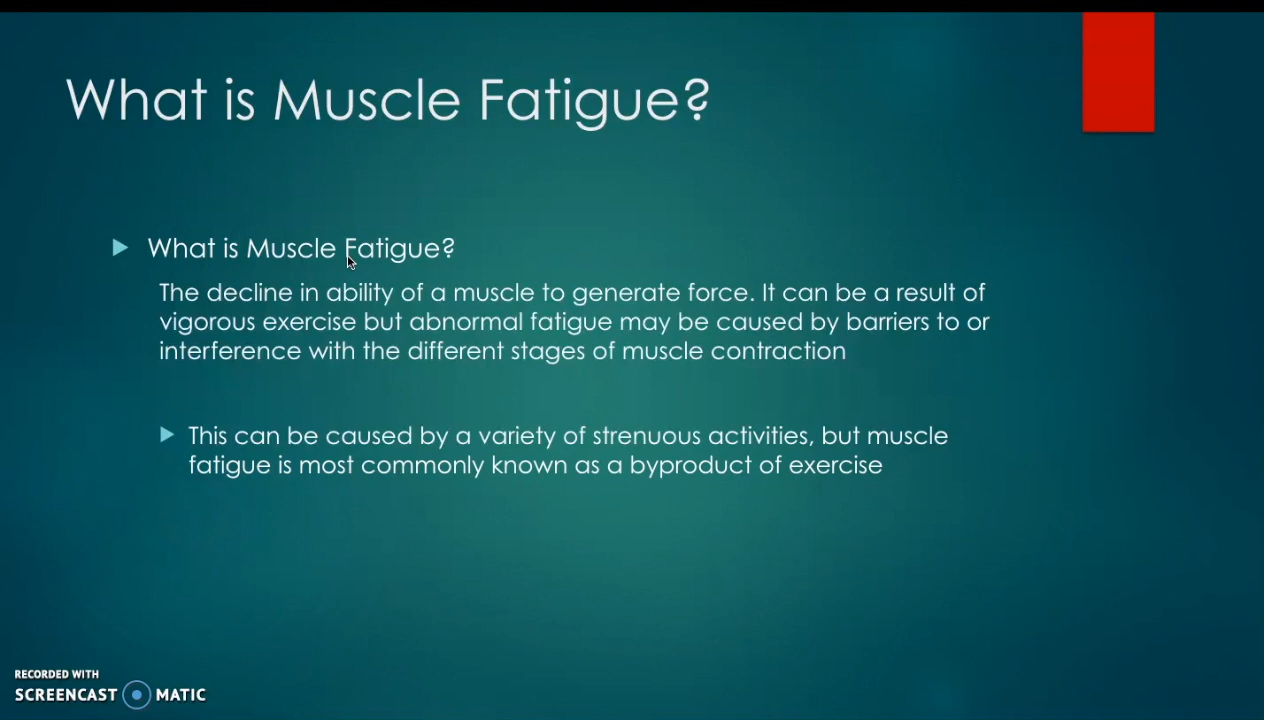 What is Muscle Fatigue?
What is Muscle Fatigue?
The decline in ability of a muscle to generate force. It can be a result of
vigorous exercise but abnormal fatigue may be caused by barriers to or
interference with the different stages of muscle contraction
This can be caused by a variety of strenuous activities, but muscle
fatigue is most commonly known as a byproduct of exercise
RECORDED WITH
SCREENCAST MATIC